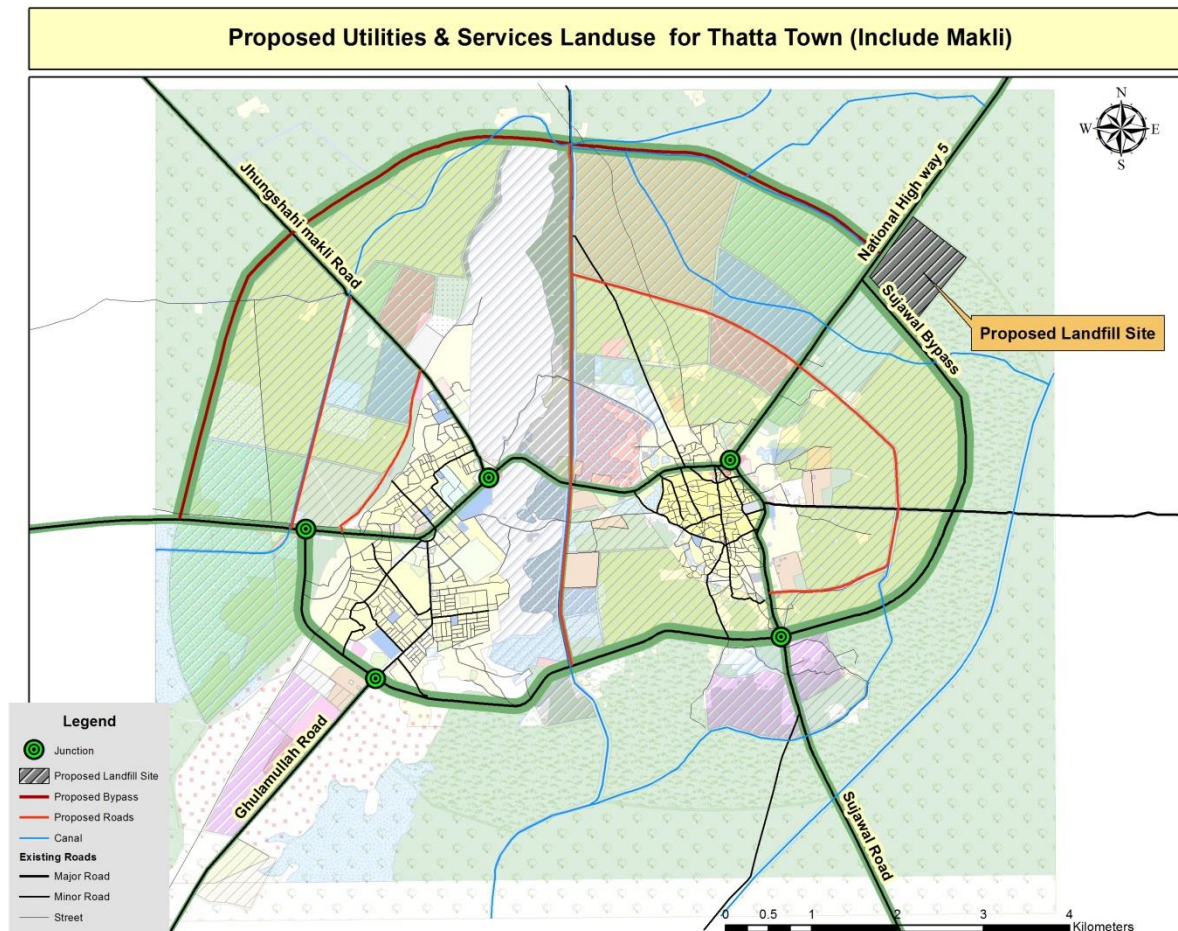 Proposed Utilities & Services Landuse for Thatta Town (Include Makli)
N
W E
S
Jhungshahi makli Road
National High way 5
Sujawal Bypass
Proposed Landfill Site
Ghulamullah Road
Sujawal Road
Legend
Junction
Proposed Landfill Site
Proposed Bypass
Proposed Roads
Canal
Existing Roads
Major Road
Minor Road
Street
0 0.5 1 2 3 4
Kilometers